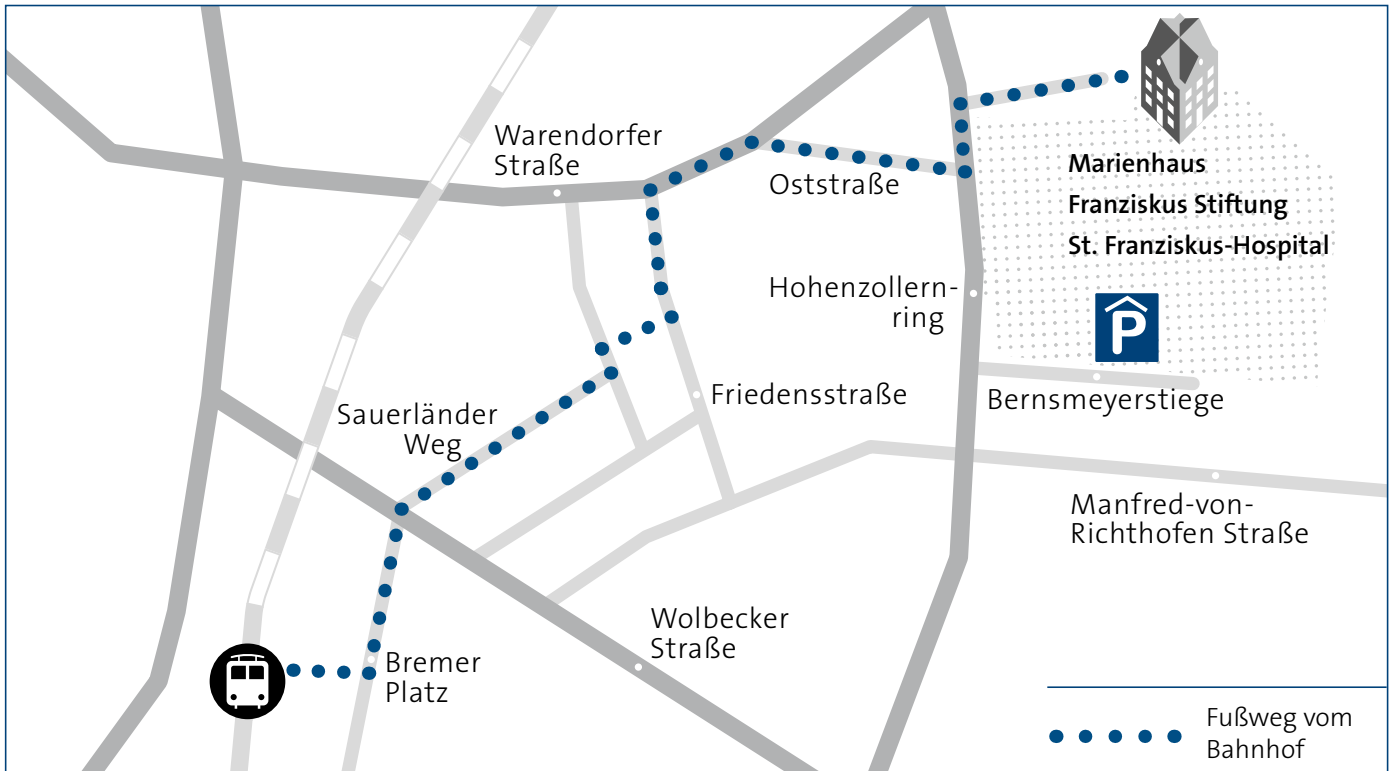 Warendorfer
Straße
Oststraße
Marienhaus
Franziskus Stiftung
St. Franziskus-Hospital
Hohenzollern-
ring
P
Friedensstraße
Bernsmeyerstiege
Sauerländer
Weg
Manfred-von-
Richthofen Straße
Wolbecker
Straße
Bremer
Platz
Fußweg vom
Bahnhof